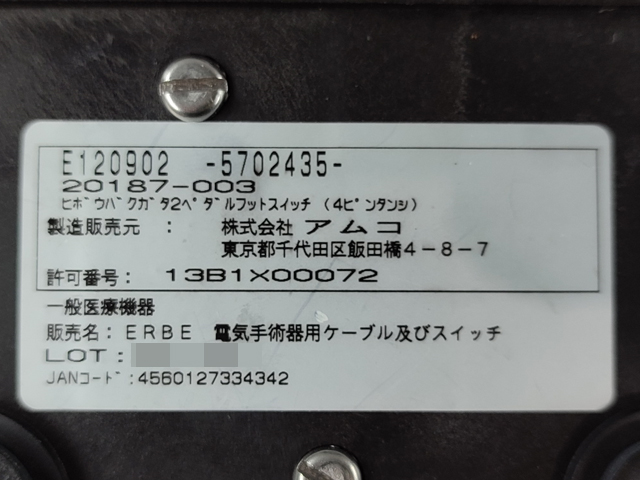 E120902 -5702435-
20187-003
ﾋﾎﾞｳﾊﾞｸｶﾞﾀ2ﾍﾟﾀﾞﾙﾌｯﾄｽｲｯﾁ (4ﾋﾟﾝﾀﾝｼ)
製造販売元 : 株式会社 アムコ
東京都千代田区飯田橋4-8-7
許可番号: 13B1X00072
一般医療機器
販売名: ERBE 電気手術器用ケーブル及びスイッチ
LOT:
JANｺｰﾄﾞ:4560127334342